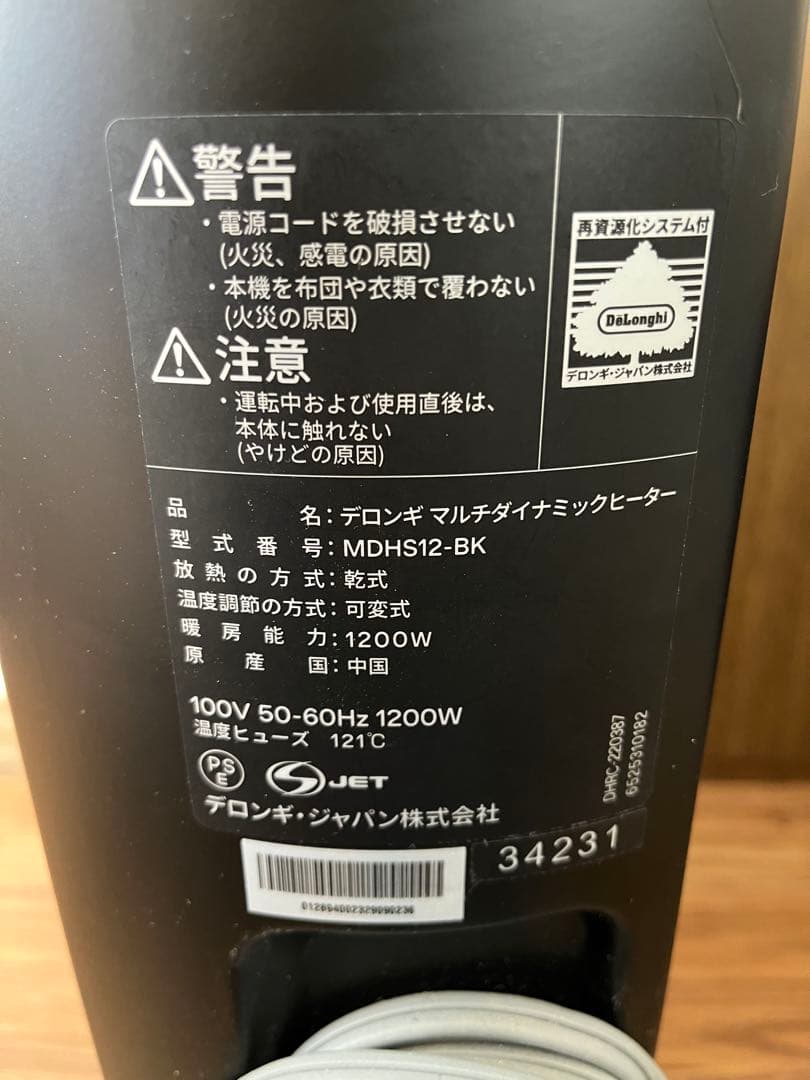 警告
・電源コードを破損させない
(火災、感電の原因)
・本機を布団や衣類で覆わない
(火災の原因)
注意
・運転中および使用直後は、
本体に触れない
(やけどの原因)
再資源化システム付
DeLonghi
デロンギ・ジャパン株式会社
品名：デロンギ マルチダイナミックヒーター
型式番号：MDHS12-BK
放熱の方式：乾式
温度調節の方式：可変式
暖房能力：1200W
原産国：中国
100V 50-60Hz 1200W
温度ヒューズ 121℃
PS
E
JET
デロンギ・ジャパン株式会社
DHRC-220387
6525310182
34231